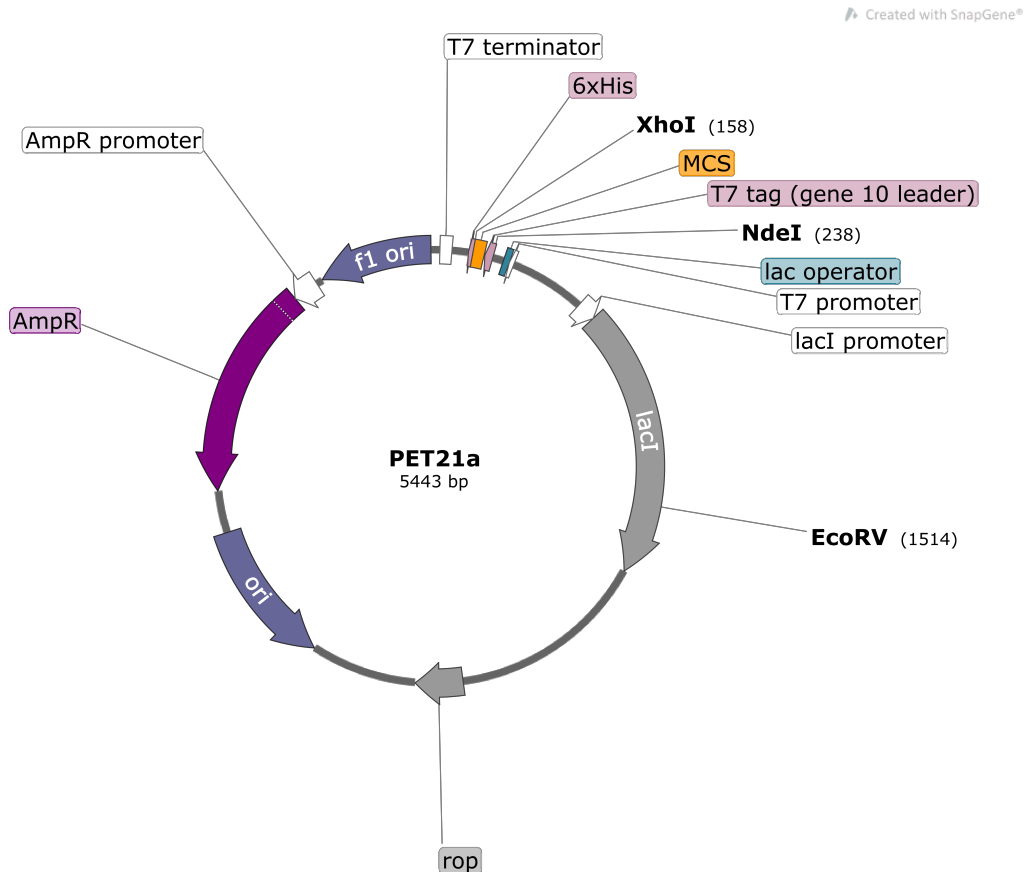 Created with SnapGene®
T7 terminator
6xHis
XhoI (158)
AmpR promoter
MCS
T7 tag (gene 10 leader)
NdeI (238)
f1 ori
lac operator
T7 promoter
AmpR
lacI promoter
lacI
PET21a
5443 bp
EcoRV (1514)
ori
rop